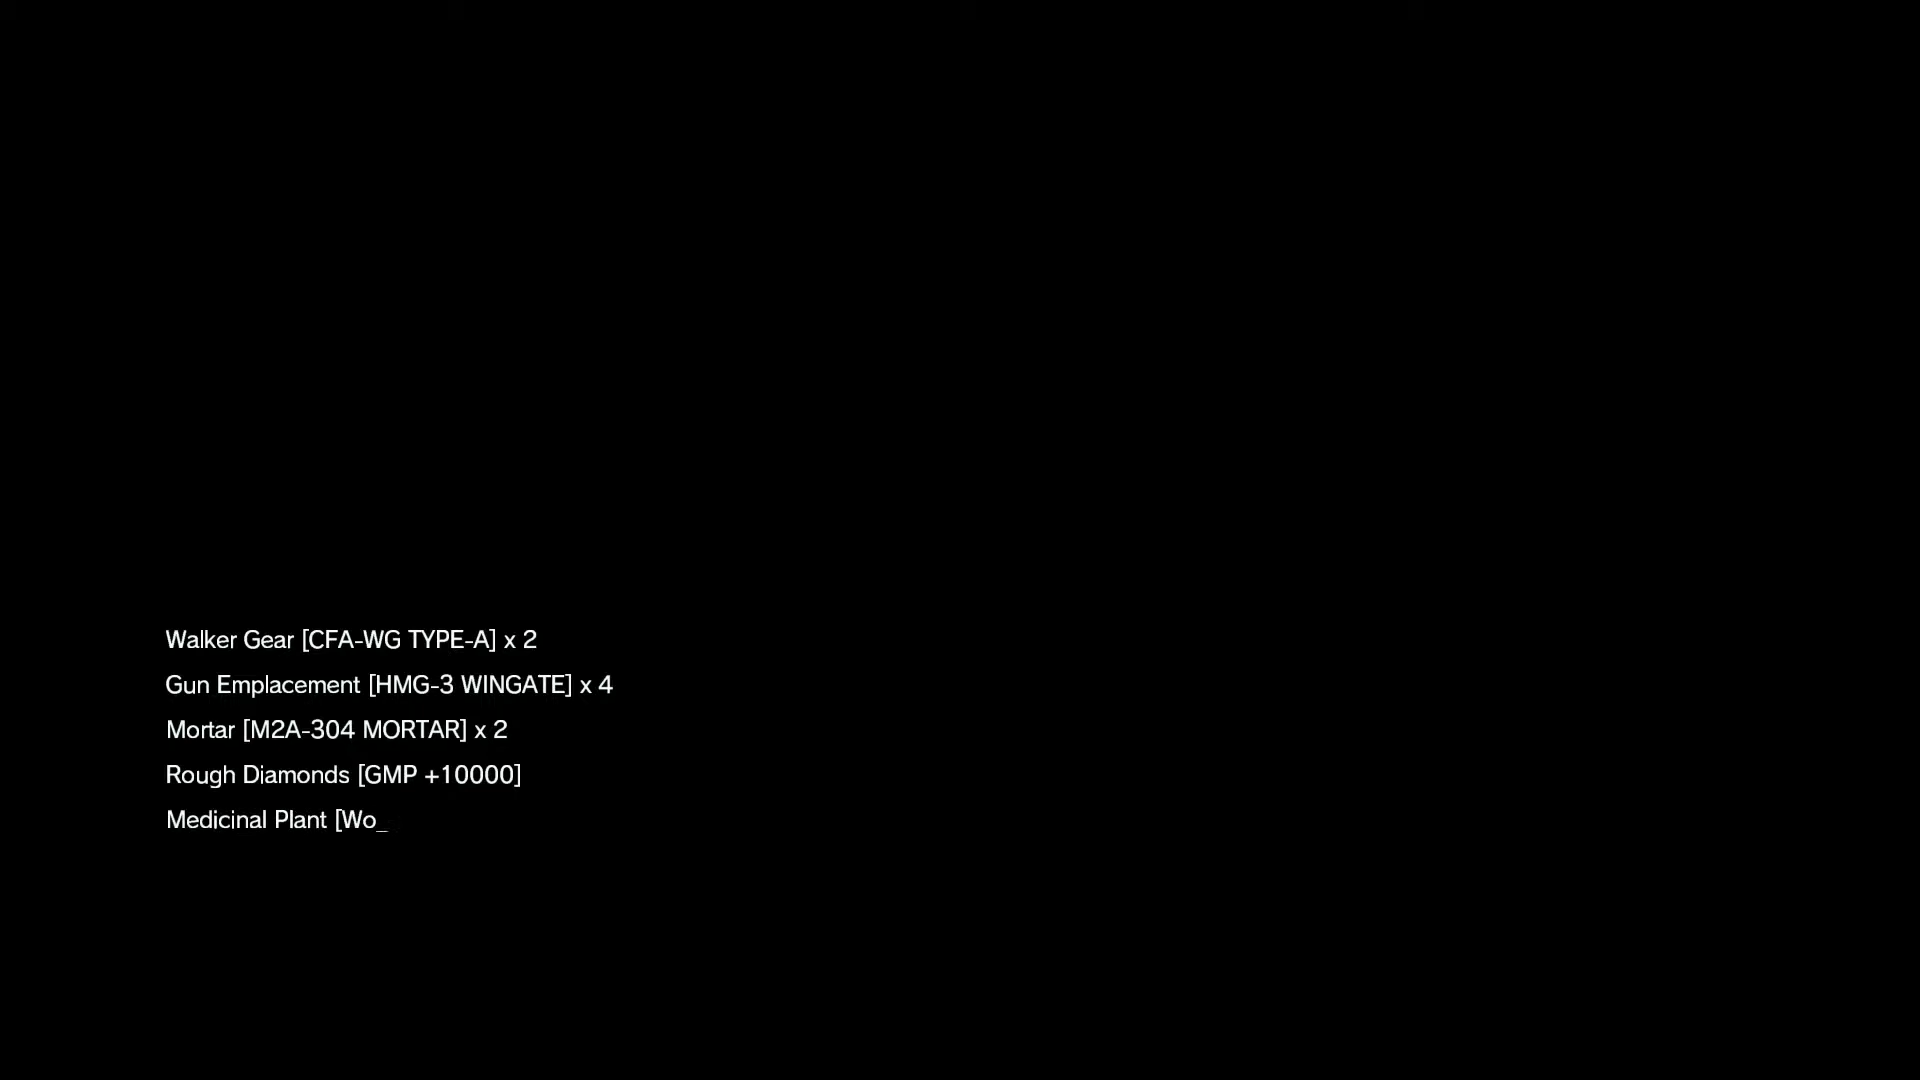 Walker Gear [CFA-WG TYPE-A] x 2
Gun Emplacement [HMG-3 WINGATE] x 4
Mortar [M2A-304 MORTAR] x 2
Rough Diamonds [GMP +10000]
Medicinal Plant [Wo_